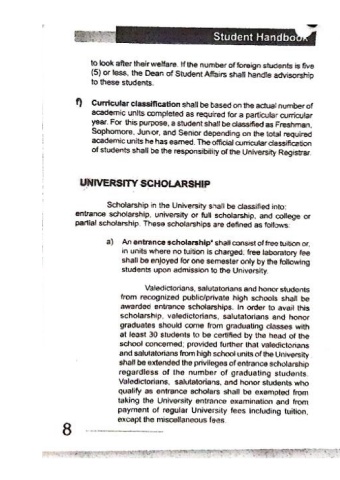 Student Handbook
to look after their welfare. If the number of foreign students is five
(5) or less, the Dean of Student Affairs shall handle advisorship
to these students.
f) Curricular classification shall be based on the actual number of
academic units completed as required for a particular curricular
year. For this purpose, a student shall be classified as Freshman,
Sophomore, Junior, and Senior depending on the total required
academic units he has earned. The official curricular classification
of students shall be the responsibility of the University Registrar.
UNIVERSITY SCHOLARSHIP
Scholarship in the University shall be classified into:
entrance scholarship, university or full scholarship, and college or
partial scholarship. These scholarships are defined as follows:
a) An entrance scholarship* shall consist of free tuition or,
in units where no tuition is charged, free laboratory fee
shall be enjoyed for one semester only by the following
students upon admission to the University.
Valedictorians, salutatorians and honor students
from recognized public/private high schools shall be
awarded entrance scholarships. In order to avail this
scholarship, valedictorians, salutatorians and honor
graduates should come from graduating classes with
at least 30 students to be certified by the head of the
school concerned; provided further that valedictorians
and salutatorians from high school units of the University
shall be extended the privileges of entrance scholarship
regardless of the number of graduating students.
Valedictorians, salutatorians, and honor students who
qualify as entrance scholars shall be exempted from
taking the University entrance examination and from
payment of regular University fees including tuition,
except the miscellaneous fees.
8